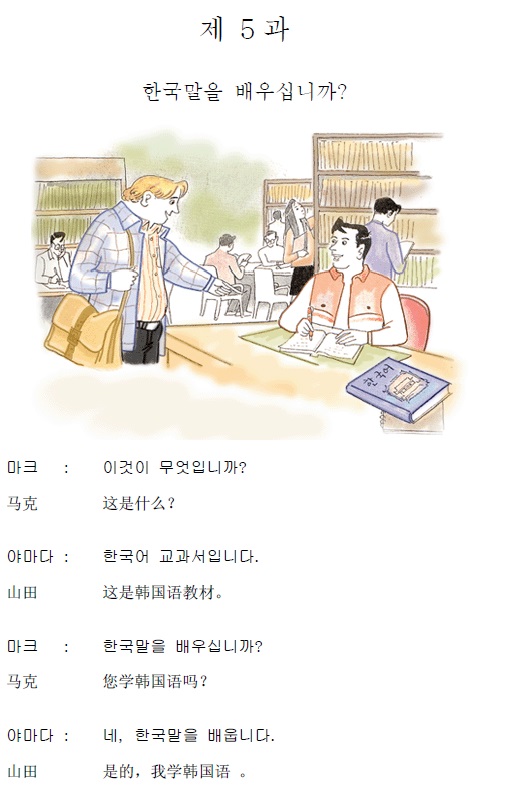 제 5 과
한국말을 배우십니까?
한국어
마크 : 이것이 무엇입니까?
马克 这是什么?
야마다 : 한국어 교과서입니다.
山田 这是韩国语教材。
마크 : 한국말을 배우십니까?
马克 您学韩国语吗?
야마다 : 네, 한국말을 배웁니다.
山田 是的，我学韩国语 。